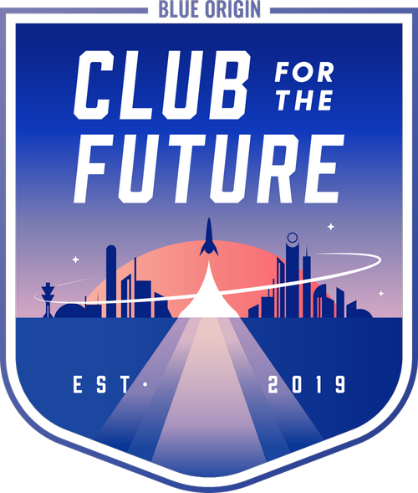 BLUE ORIGIN
CLUB FOR THE
FUTURE
EST· 2019